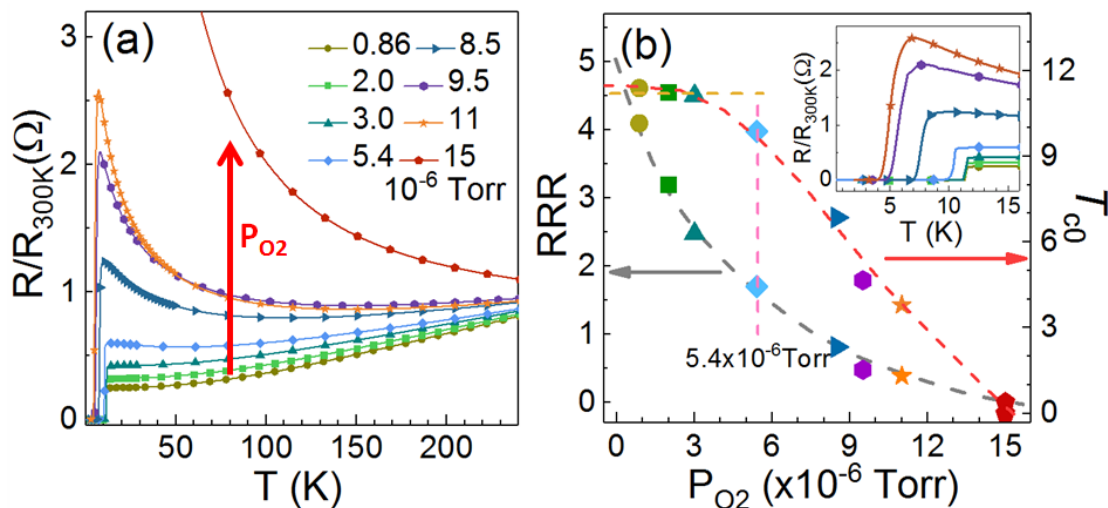 (a)
0.86 8.5
2.0 9.5
3.0 11
5.4 15
10-6 Torr
PO2
3
2
1
0
R/R300K(Ω)
0 50 100 150 200
T (K)
(b)
5
4
3
2
1
0
RRR
5.4x10-6Torr
0 3 6 9 12 15
PO2 (x10-6 Torr)
12
9
6
3
0
Tc0
R/R300K(Ω)
2
1
0
5 10 15
T (K)